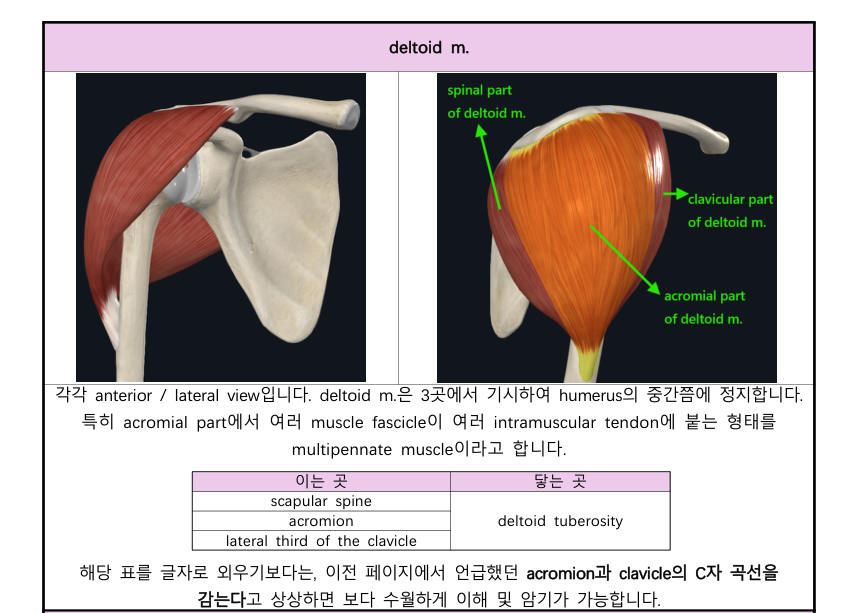 deltoid m.
spinal part
of deltoid m.
clavicular part
of deltoid m.
acromial part
of deltoid m.
각각 anterior / lateral view입니다. deltoid m.은 3곳에서 기시하여 humerus의 중간쯤에 정지합니다.
특히 acromial part에서 여러 muscle fascicle이 여러 intramuscular tendon에 붙는 형태를
multipennate muscle이라고 합니다.
이는 곳 닿는 곳
scapular spine
acromion
deltoid tuberosity
lateral third of the clavicle
해당 표를 글자로 외우기보다는, 이전 페이지에서 언급했던 acromion과 clavicle의 C자 곡선을
감는다고 상상하면 보다 수월하게 이해 및 암기가 가능합니다.